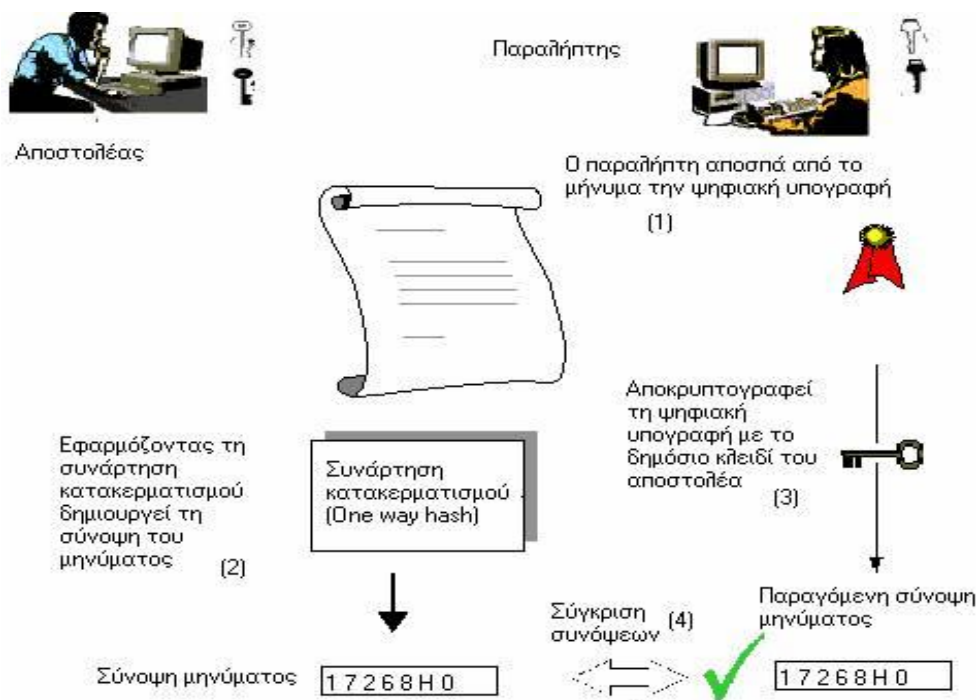 Παραλήπτης
Αποστολέας
Ο παραλήπτη αποσπά από το
μήνυμα την ψηφιακή υπογραφή
(1)
Αποκρυπτογραφεί
τη ψηφιακή
υπογραφή με το
δημόσιο κλειδί του
αποστολέα
(3)
Εφαρμόζοντας τη
συνάρτηση
κατακερματισμού
δημιουργεί τη
σύνοψη του
μηνύματος (2)
Συνάρτηση
κατακερματισμού
(One way hash)
Παραγόμενη σύνοψη
μηνύματος
Σύγκριση
συνόψεων (4)
Σύνοψη μηνύματος 17268H0
17268H0